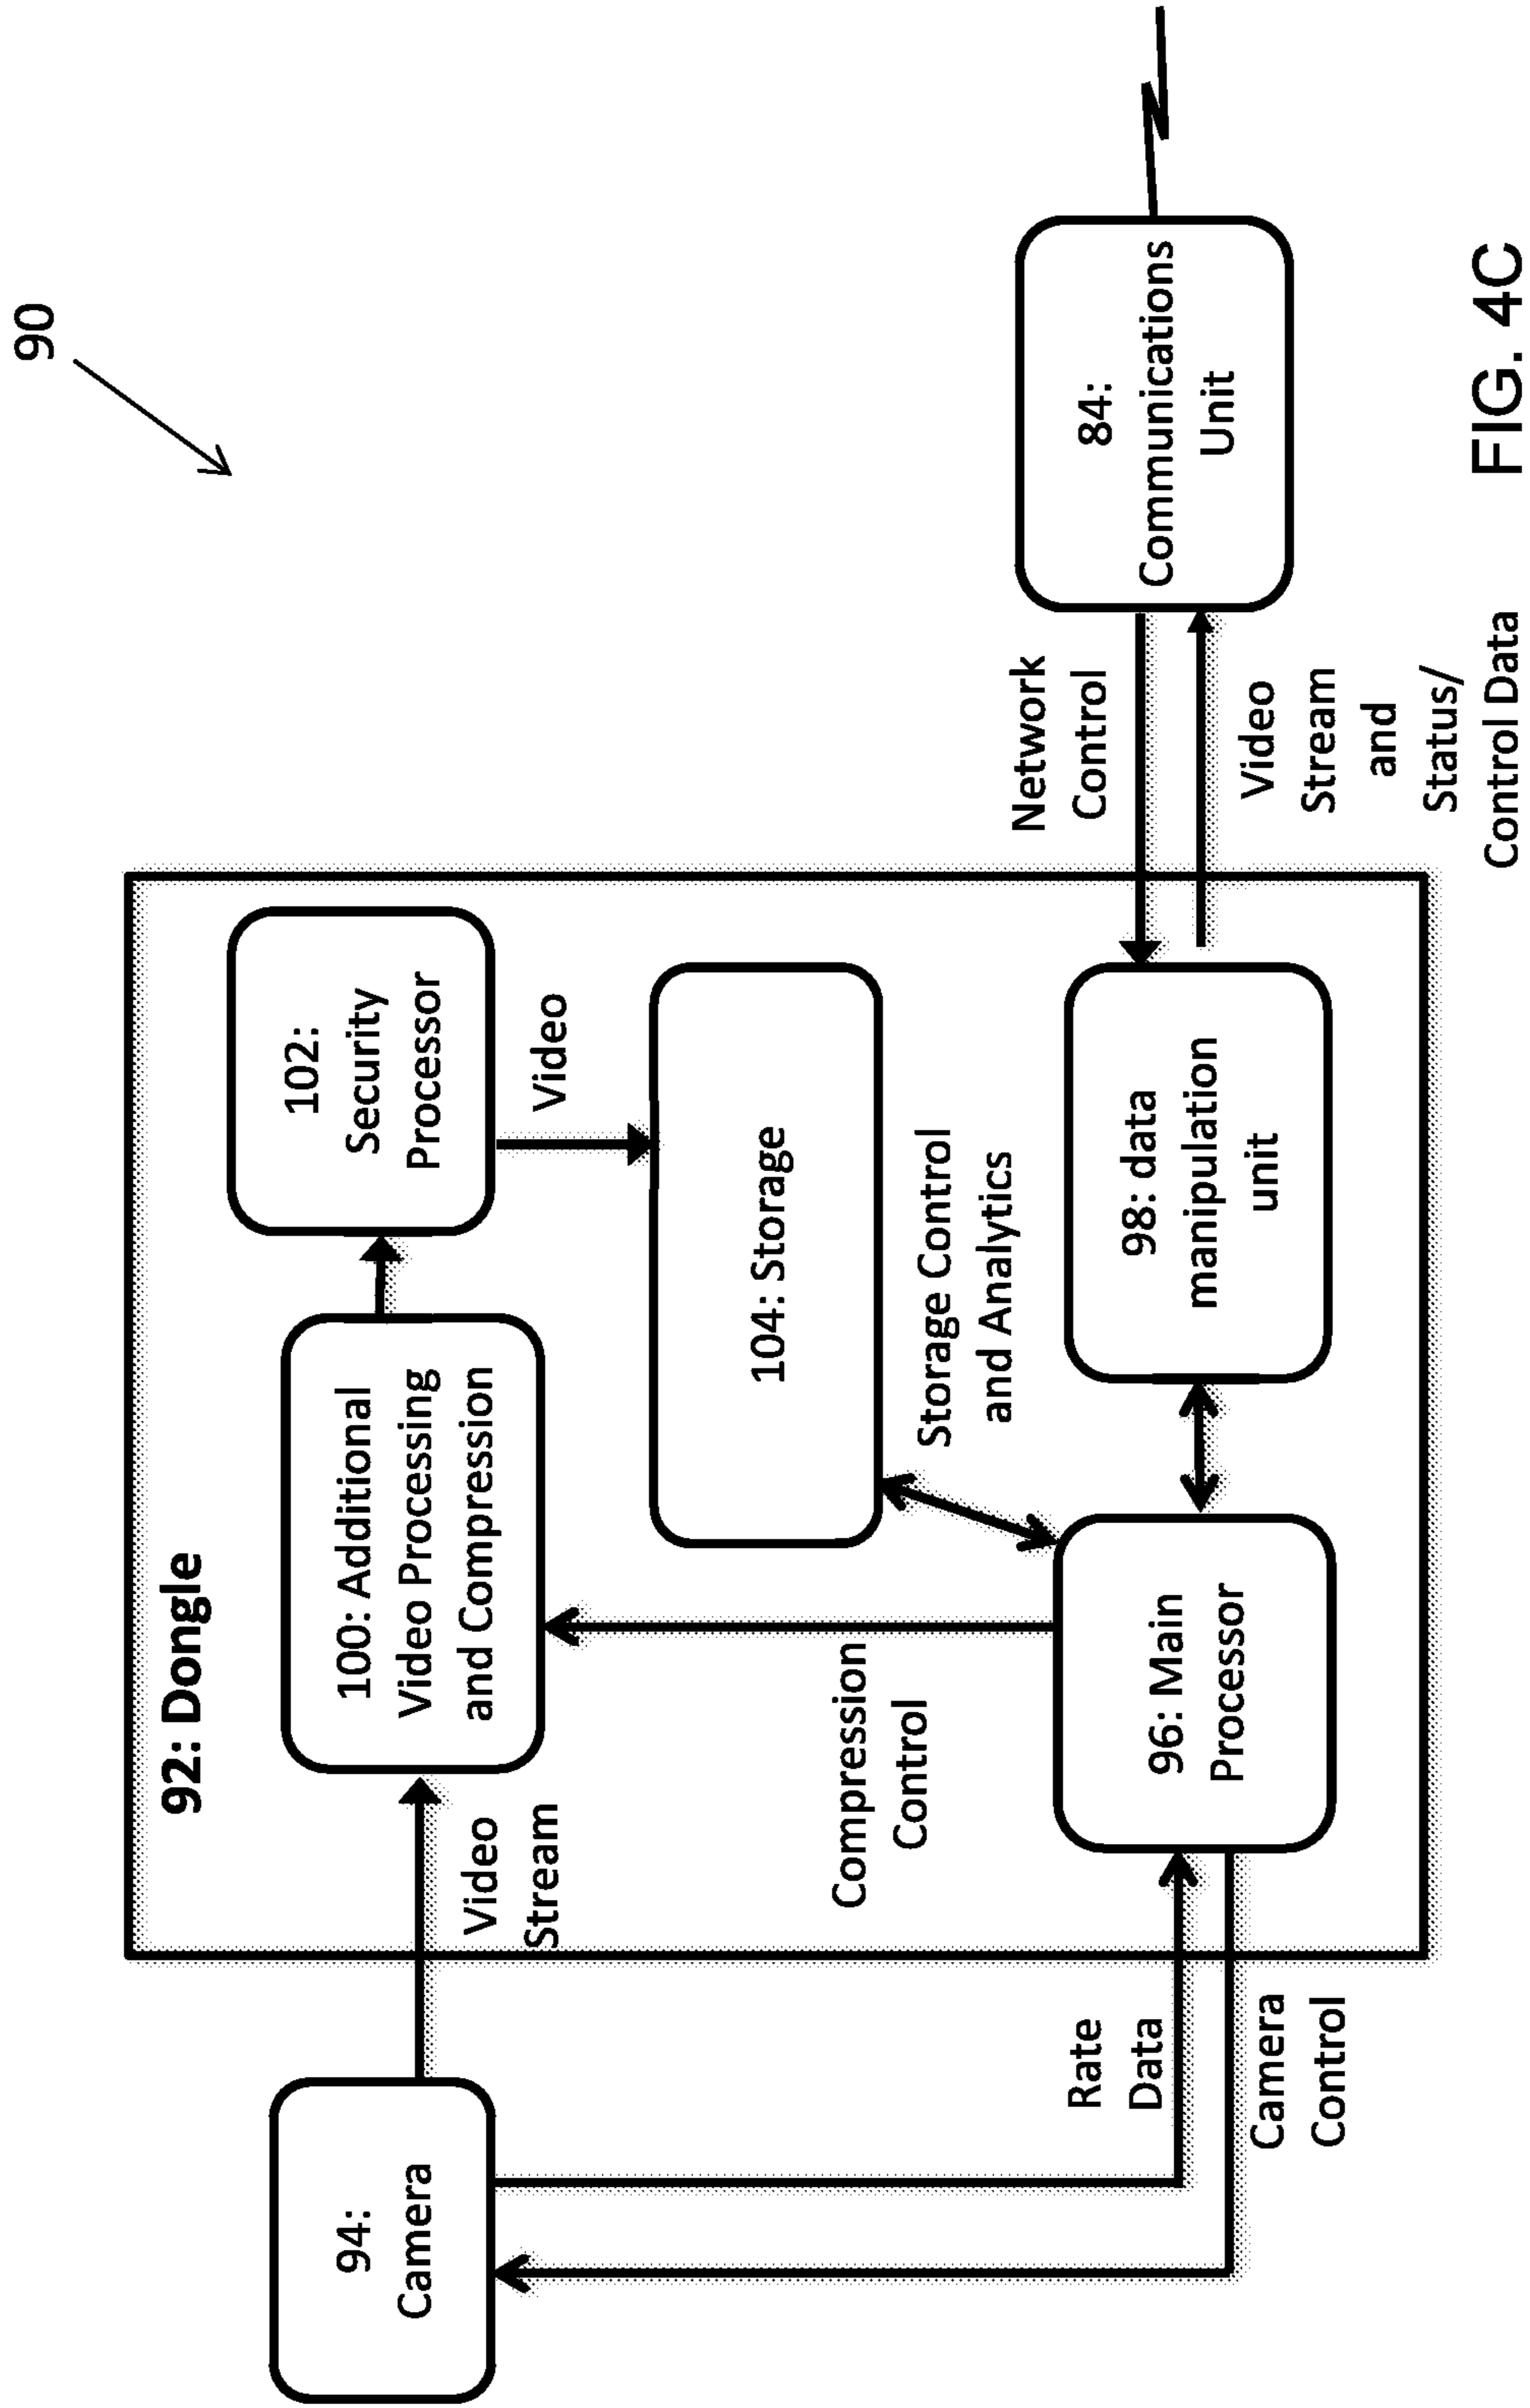 90
92: Dongle
94:
Camera
Video
Stream
100: Additional
Video Processing
and Compression
102:
Security
Processor
Video
104: Storage
Compression
Control
Storage Control
and Analytics
Rate
Data
Camera
Control
96: Main
Processor
98: data
manipulation
unit
Network
Control
Video
Stream
and
Status/
Control Data
84:
Communications
Unit
FIG. 4C